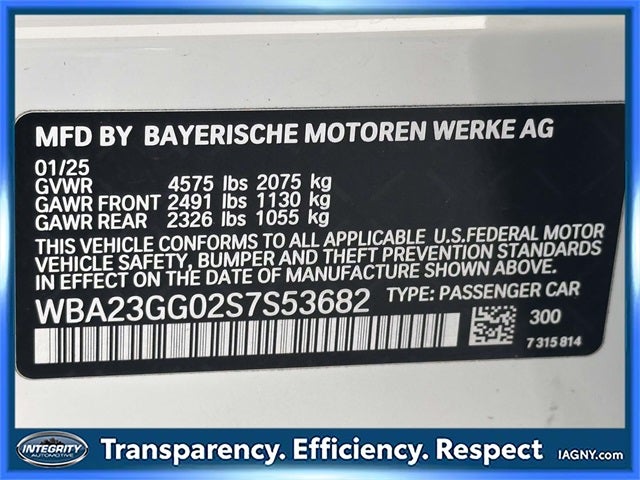 MFD BY BAYERISCHE MOTOREN WERKE AG
01/25
GVWR 4575 lbs 2075 kg
GAWR FRONT 2491 lbs 1130 kg
GAWR REAR 2326 lbs 1055 kg
THIS VEHICLE CONFORMS TO ALL APPLICABLE U.S.FEDERAL MOTOR
VEHICLE SAFETY, BUMPER AND THEFT PREVENTION STANDARDS
IN EFFECT ON THE DATE OF MANUFACTURE SHOWN ABOVE.
WBA23GG02S7S53682 TYPE: PASSENGER CAR
300
7 315 814
INTEGRITY
AUTOMOTIVE
Transparency. Efficiency. Respect
IAGNY.com